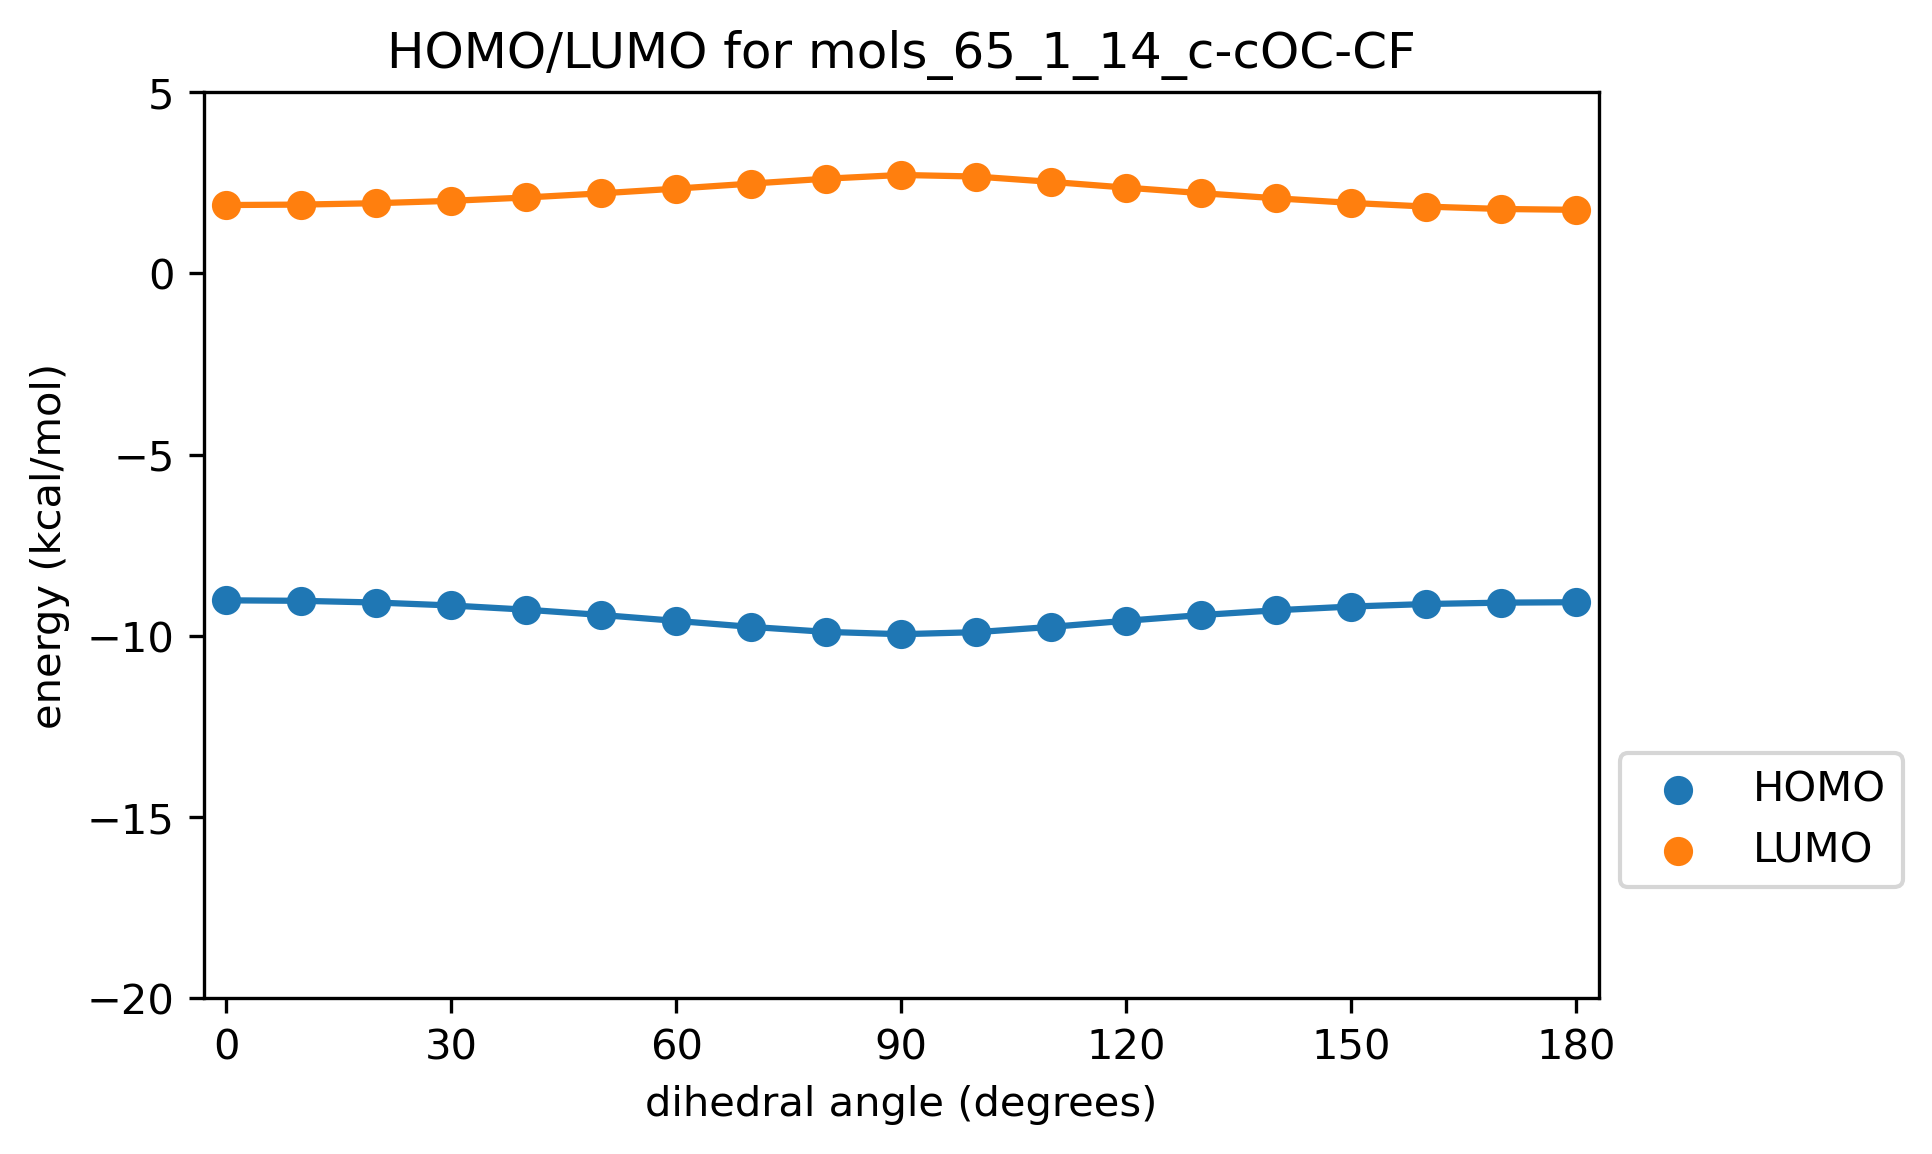 HOMO/LUMO for mols_65_1_14_c-cOC-CF
5
0
−5
−10
−15
−20
energy (kcal/mol)
0 30 60 90 120 150 180
dihedral angle (degrees)
HOMO
LUMO